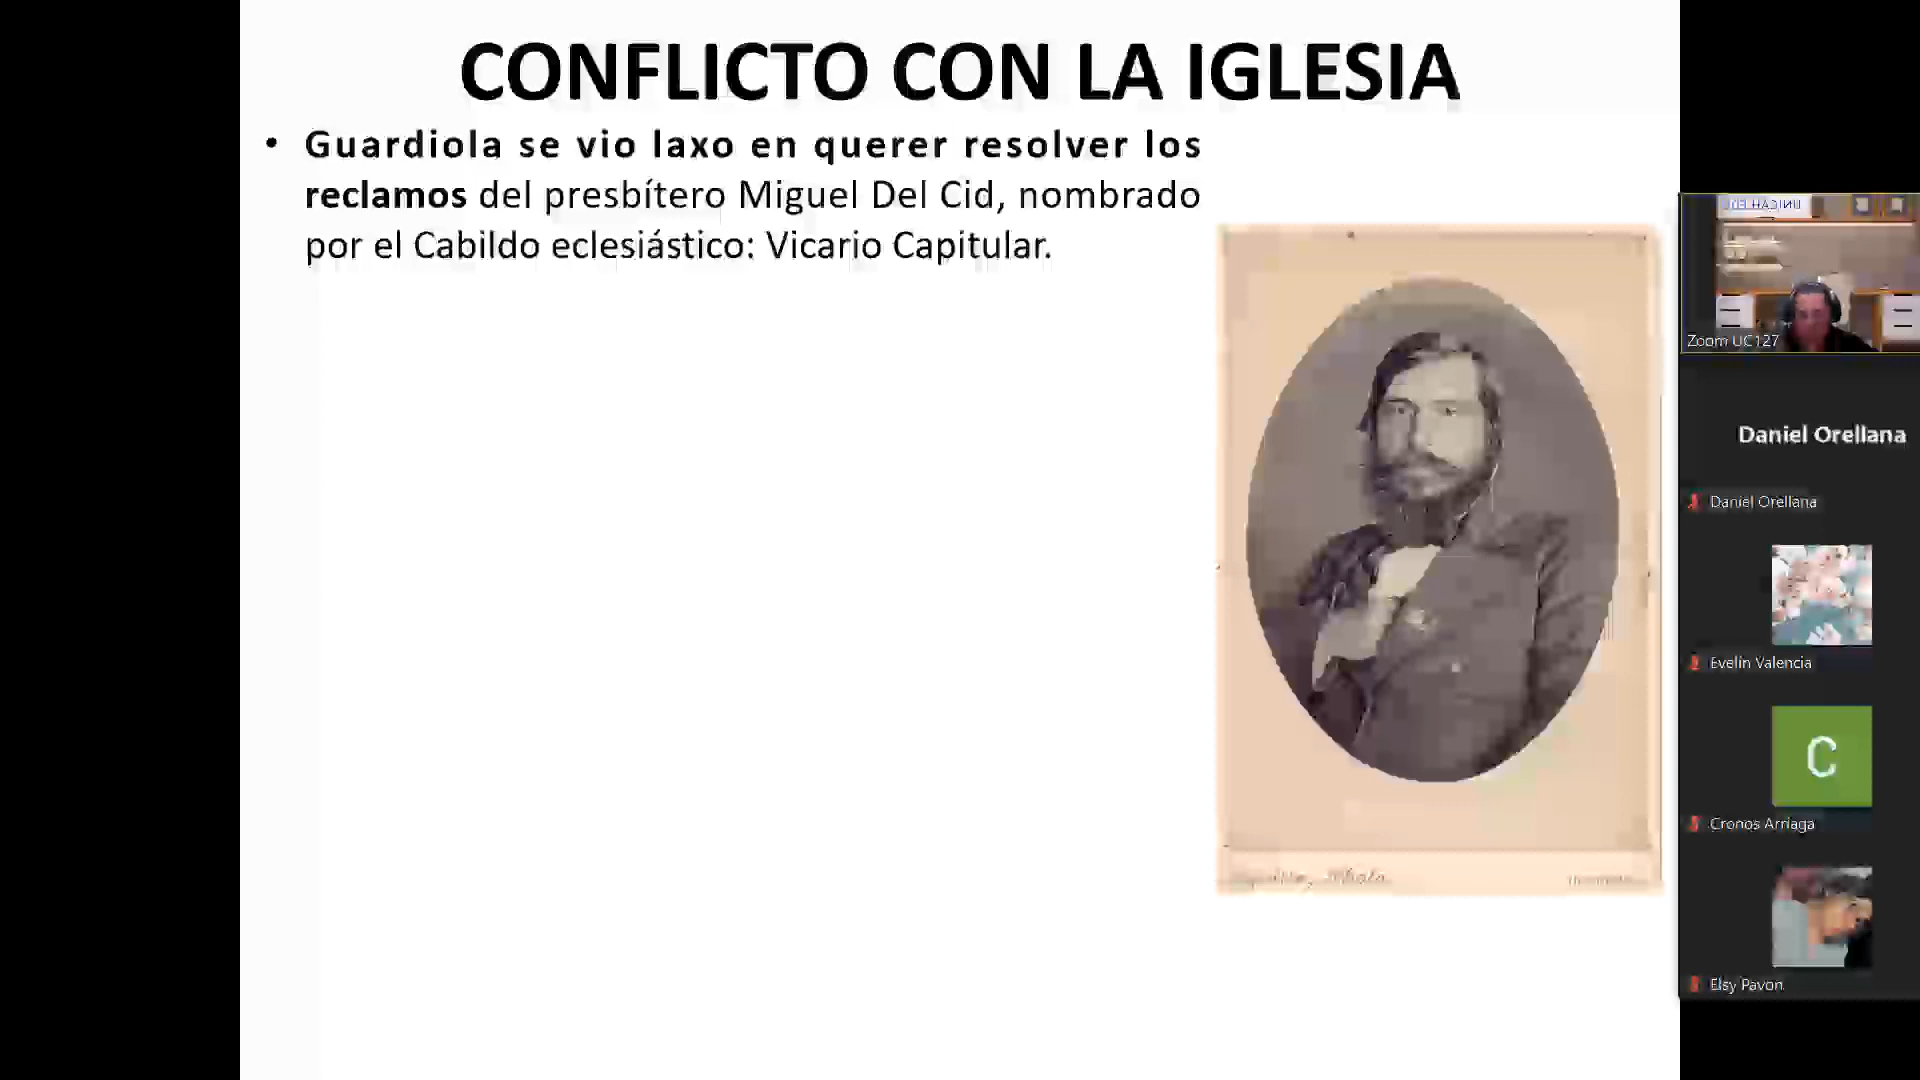 CONFLICTO CON LA IGLESIA
• Guardiola se vio laxo en querer resolver los
reclamos del presbítero Miguel Del Cid, nombrado
por el Cabildo eclesiástico: Vicario Capitular.
Zoom UC127
Daniel Orellana
Daniel Orellana
Evelin Valencia
C
Cronos Arriaga
Elsy Pavon